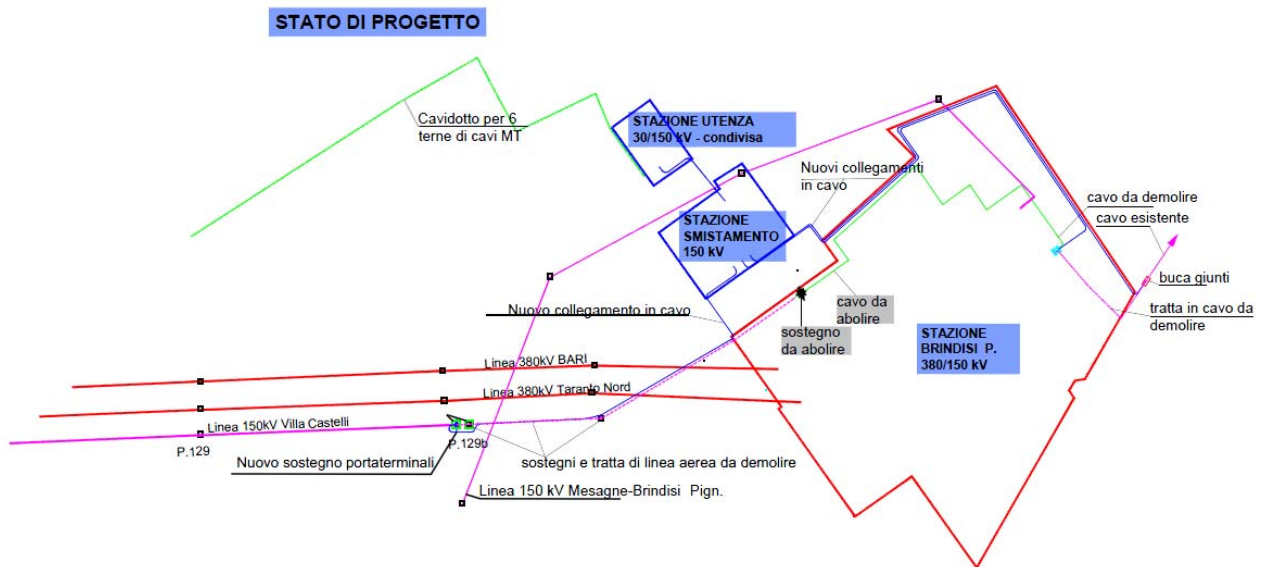 STATO DI PROGETTO
Cavidotto per 6
terne di cavi MT
STAZIONE UTENZA
30/150 kV - condivisa
Nuovi collegamenti
in cavo
cavo da demolire
cavo esistente
STAZIONE
SMISTAMENTO
150 kV
buca giunti
Nuovo collegamento in cavo
cavo da
abolire
tratta in cavo da
demolire
sostegno
da abolire
STAZIONE
BRINDISI P.
380/150 kV
Linea 380kV BARI
Linea 380kV Taranto Nord
Linea 150kV Villa Castelli
P.129
P.129b
Nuovo sostegno portaterminali
sostegni e tratta di linea aerea da demolire
Linea 150 kV Mesagne-Brindisi Pign.